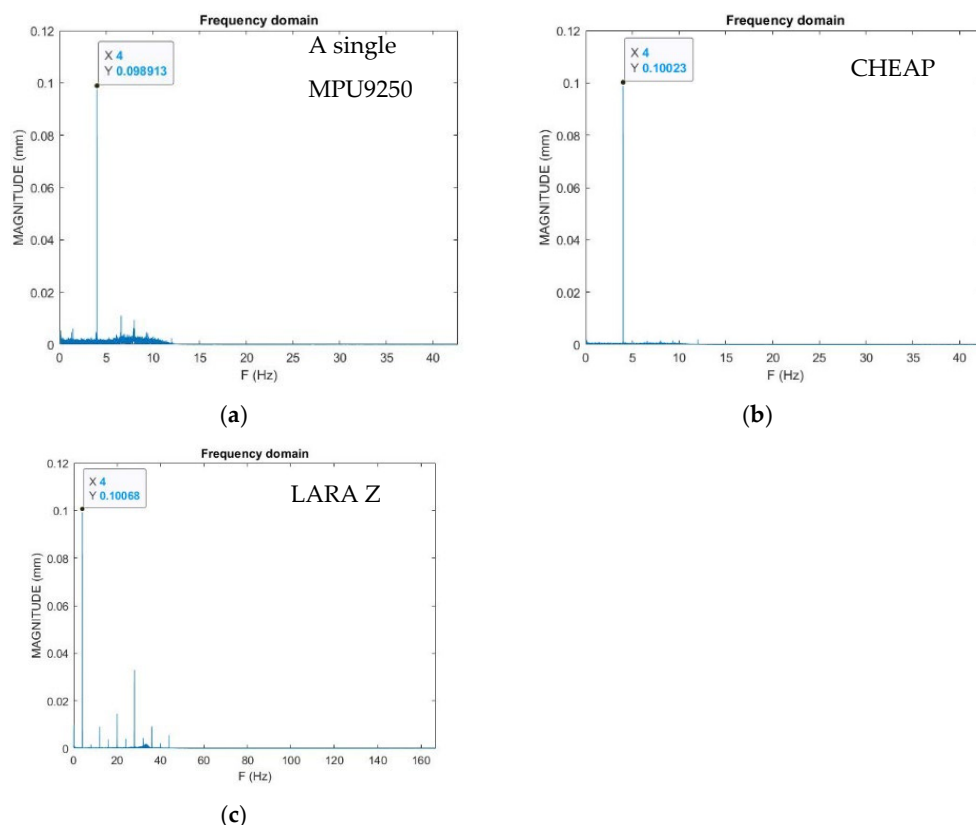 Frequency domain
0.12
0.1
0.08
0.06
0.04
0.02
0
MAGNITUDE (mm)
X 4
Y 0.098913
A single
MPU9250
0 5 10 15 20 25 30 35 40
F (Hz)
(a)
Frequency domain
0.12
0.1
0.08
0.06
0.04
0.02
0
MAGNITUDE (mm)
X 4
Y 0.10023
CHEAP
0 5 10 15 20 25 30 35 40
F (Hz)
(b)
Frequency domain
0.12
0.1
0.08
0.06
0.04
0.02
0
MAGNITUDE (mm)
X 4
Y 0.10068
LARA Z
0 20 40 60 80 100 120 140 160
F (Hz)
(c)